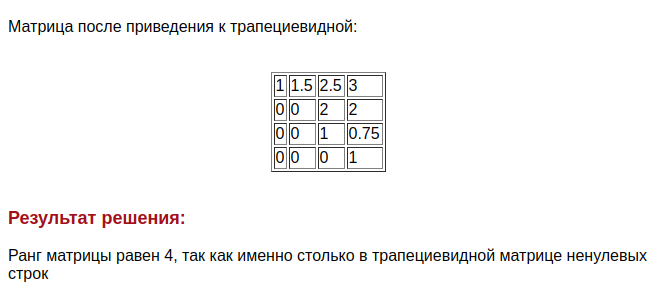 Матрица после приведения к трапециевидной:
1 1.5 2.5 3
0 0 2 2
0 0 1 0.75
0 0 0 1
Результат решения:
Ранг матрицы равен 4, так как именно столько в трапециевидной матрице ненулевых
строк